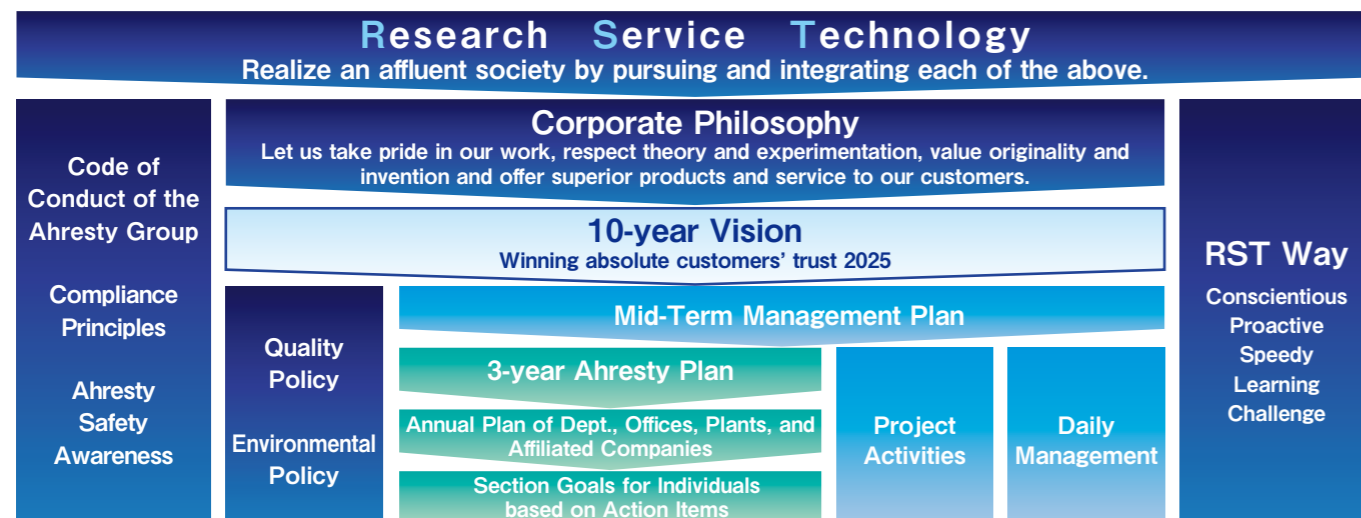 Research Service Technology
Realize an affluent society by pursuing and integrating each of the above.
Code of
Conduct of the
Ahresty Group
Compliance
Principles
Ahresty
Safety
Awareness
Corporate Philosophy
Let us take pride in our work, respect theory and experimentation, value originality and
invention and offer superior products and service to our customers.
10-year Vision
Winning absolute customers’ trust 2025
Quality
Policy
Environmental
Policy
Mid-Term Management Plan
3-year Ahresty Plan
Annual Plan of Dept., Offices, Plants, and
Affiliated Companies
Section Goals for Individuals
based on Action Items
Project
Activities
Daily
Management
RST Way
Conscientious
Proactive
Speedy
Learning
Challenge